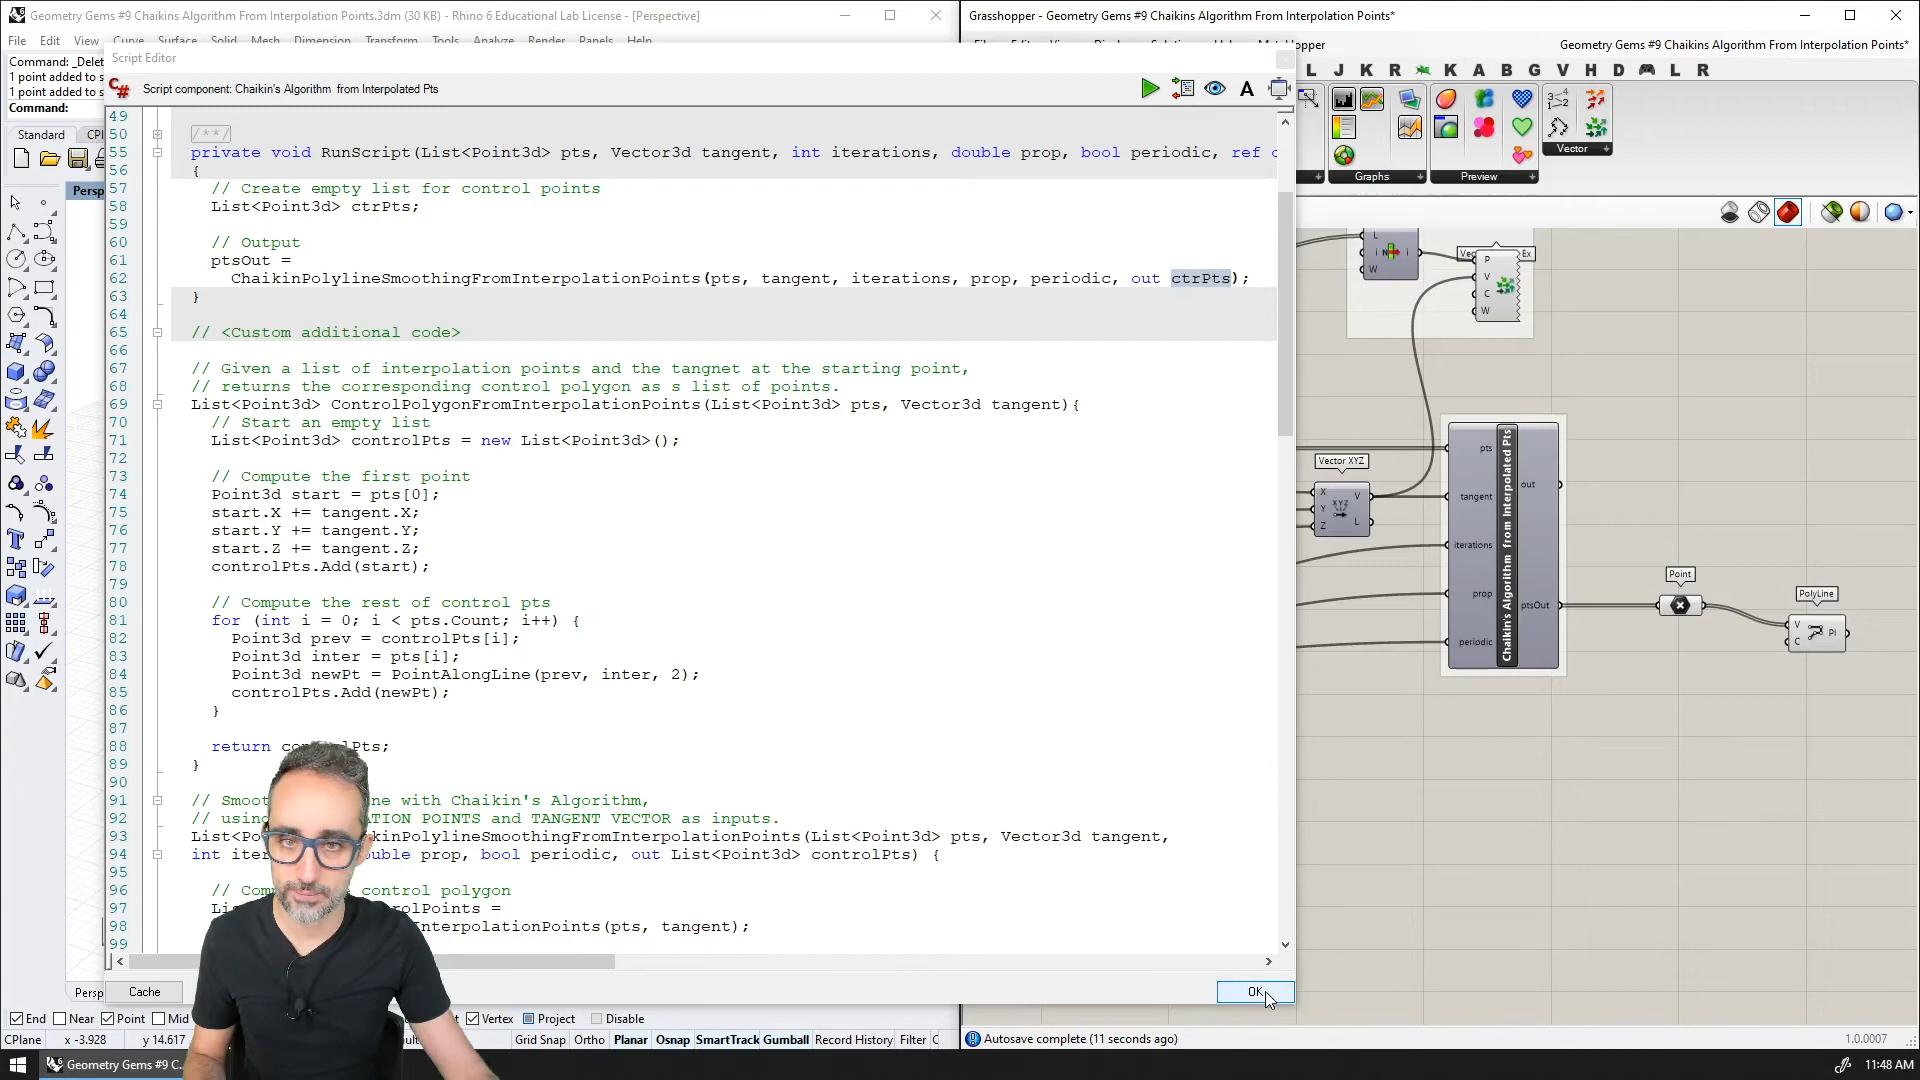 Geometry Gems #9 Chaikins Algorithm From Interpolation Points.3dm (30 KB) - Rhino 6 Educational Lab License - [Perspective]
Grasshopper - Geometry Gems #9 Chaikins Algorithm From Interpolation Points*
File Edit View Curve Surface Solid Mesh Dimension Transform Tools Analyze Render Panels Help
Geometry Gems #9 Chaikins Algorithm From Interpolation Points*
Command: _Delet
1 point added to s
1 point added to s
Command:
Script Editor
Script component: Chaikin's Algorithm from Interpolated Pts
L J K R K A B G V H D L R
Standard CPl
Graphs Preview Vector
Persp
49
50 /**/
55 private void RunScript(List<Point3d> pts, Vector3d tangent, int iterations, double prop, bool periodic, ref o
56 {
57 // Create empty list for control points
58 List<Point3d> ctrPts;
59
60 // Output
61 ptsOut =
62 ChaikinPolylineSmoothingFromInterpolationPoints(pts, tangent, iterations, prop, periodic, out ctrPts);
63 }
64
65 // <Custom additional code>
66
67 // Given a list of interpolation points and the tangnet at the starting point,
68 // returns the corresponding control polygon as s list of points.
69 List<Point3d> ControlPolygonFromInterpolationPoints(List<Point3d> pts, Vector3d tangent){
70 // Start an empty list
71 List<Point3d> controlPts = new List<Point3d>();
72
73 // Compute the first point
74 Point3d start = pts[0];
75 start.X += tangent.X;
76 start.Y += tangent.Y;
77 start.Z += tangent.Z;
78 controlPts.Add(start);
79
80 // Compute the rest of control pts
81 for (int i = 0; i < pts.Count; i++) {
82 Point3d prev = controlPts[i];
83 Point3d inter = pts[i];
84 Point3d newPt = PointAlongLine(prev, inter, 2);
85 controlPts.Add(newPt);
86 }
87
88 return co Pts;
89 }
90
91 // Smoo ne with Chaikin's Algorithm,
92 // using ATION POINTS and TANGENT VECTOR as inputs.
93 List<Po ikinPolylineSmoothingFromInterpolationPoints(List<Point3d> pts, Vector3d tangent,
94 int iter ouble prop, bool periodic, out List<Point3d> controlPts) {
95
96 // Com control polygon
97 Li olPoints =
98 nterpolationPoints(pts, tangent);
99
L
i N i
W
Vec Ex
P
V
C
W
Vector XYZ
X V
Y XYZ
Z L
pts
tangent
iterations
prop
periodic
Chaikin's Algorithm from Interpolated Pts
out
ptsOut
Point
PolyLine
V Pl
C
Persp Cache OK
End Near Point Mid Vertex Project Disable
CPlane x -3.928 y 14.617 Grid Snap Ortho Planar Osnap SmartTrack Gumball Record History Filter C
Autosave complete (11 seconds ago) 1.0.0007
Geometry Gems #9 C... 11:48 AM